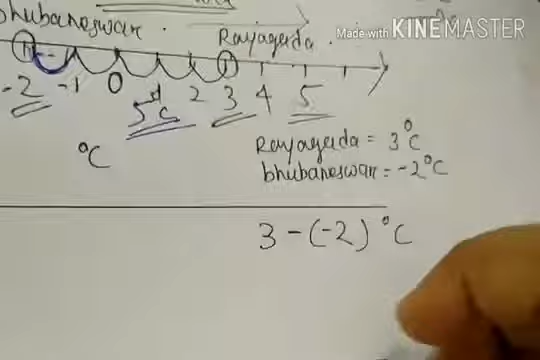 bhubaneswar.
Rayagada.
Made with KINEMASTER
-2 -1 0 2 3 4 5
5°C
°C
Rayagada = 3°C
bhubaneswar = -2°C
3 - (-2) °C